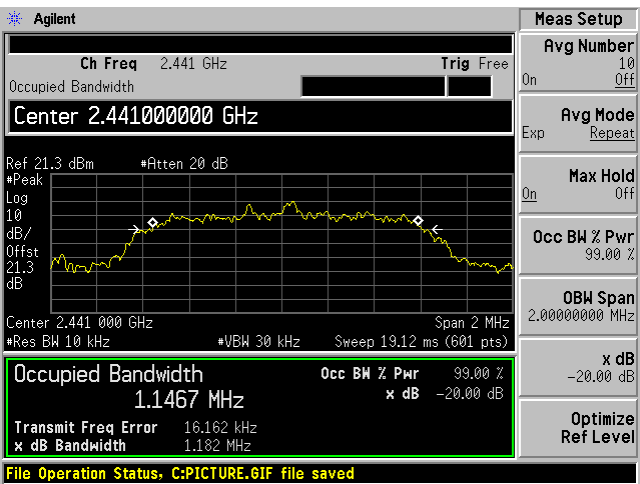 Agilent
Ch Freq 2.441 GHz Trig Free
Occupied Bandwidth
Center 2.441000000 GHz
Ref 21.3 dBm #Atten 20 dB
#Peak
Log
10
dB/
Offst
21.3
dB
Center 2.441 000 GHz Span 2 MHz
#Res BW 10 kHz #VBW 30 kHz Sweep 19.12 ms (601 pts)
Occupied Bandwidth Occ BW % Pwr 99.00 %
1.1467 MHz x dB -20.00 dB
Transmit Freq Error 16.162 kHz
x dB Bandwidth 1.182 MHz
File Operation Status, C:PICTURE.GIF file saved
Meas Setup
Avg Number
10
On Off
Avg Mode
Exp Repeat
Max Hold
On Off
Occ BW % Pwr
99.00 %
OBW Span
2.00000000 MHz
x dB
-20.00 dB
Optimize
Ref Level